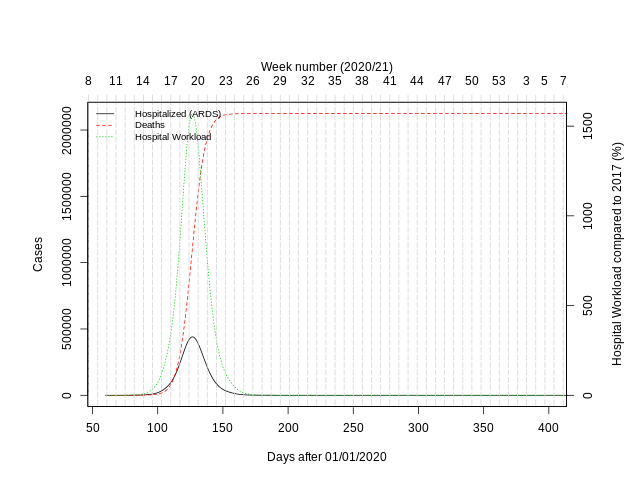 Week number (2020/21)
8 11 14 17 20 23 26 29 32 35 38 41 44 47 50 53 3 5 7
Hospitalized (ARDS)
Deaths
Hospital Workload
Cases
0 500000 1000000 1500000 2000000
0 500 1000 1500
Hospital Workload compared to 2017 (%)
50 100 150 200 250 300 350 400
Days after 01/01/2020